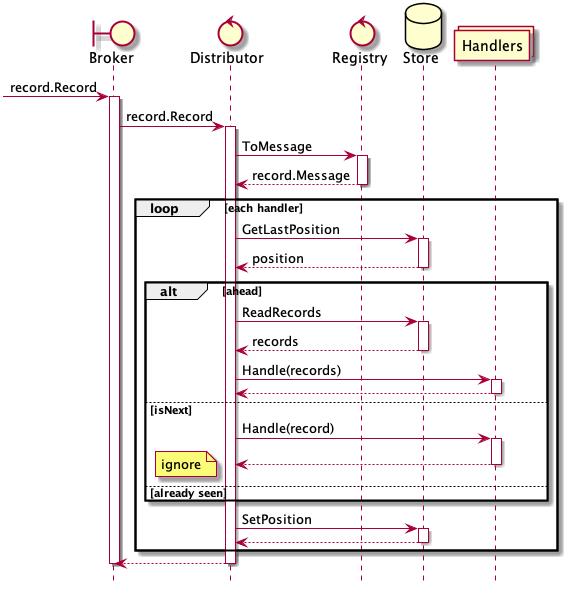 Broker
Distributor
Registry
Store
Handlers
record.Record
record.Record
ToMessage
record.Message
loop
[each handler]
GetLastPosition
position
alt
[ahead]
ReadRecords
records
Handle(records)
[isNext]
Handle(record)
ignore
[already seen]
SetPosition